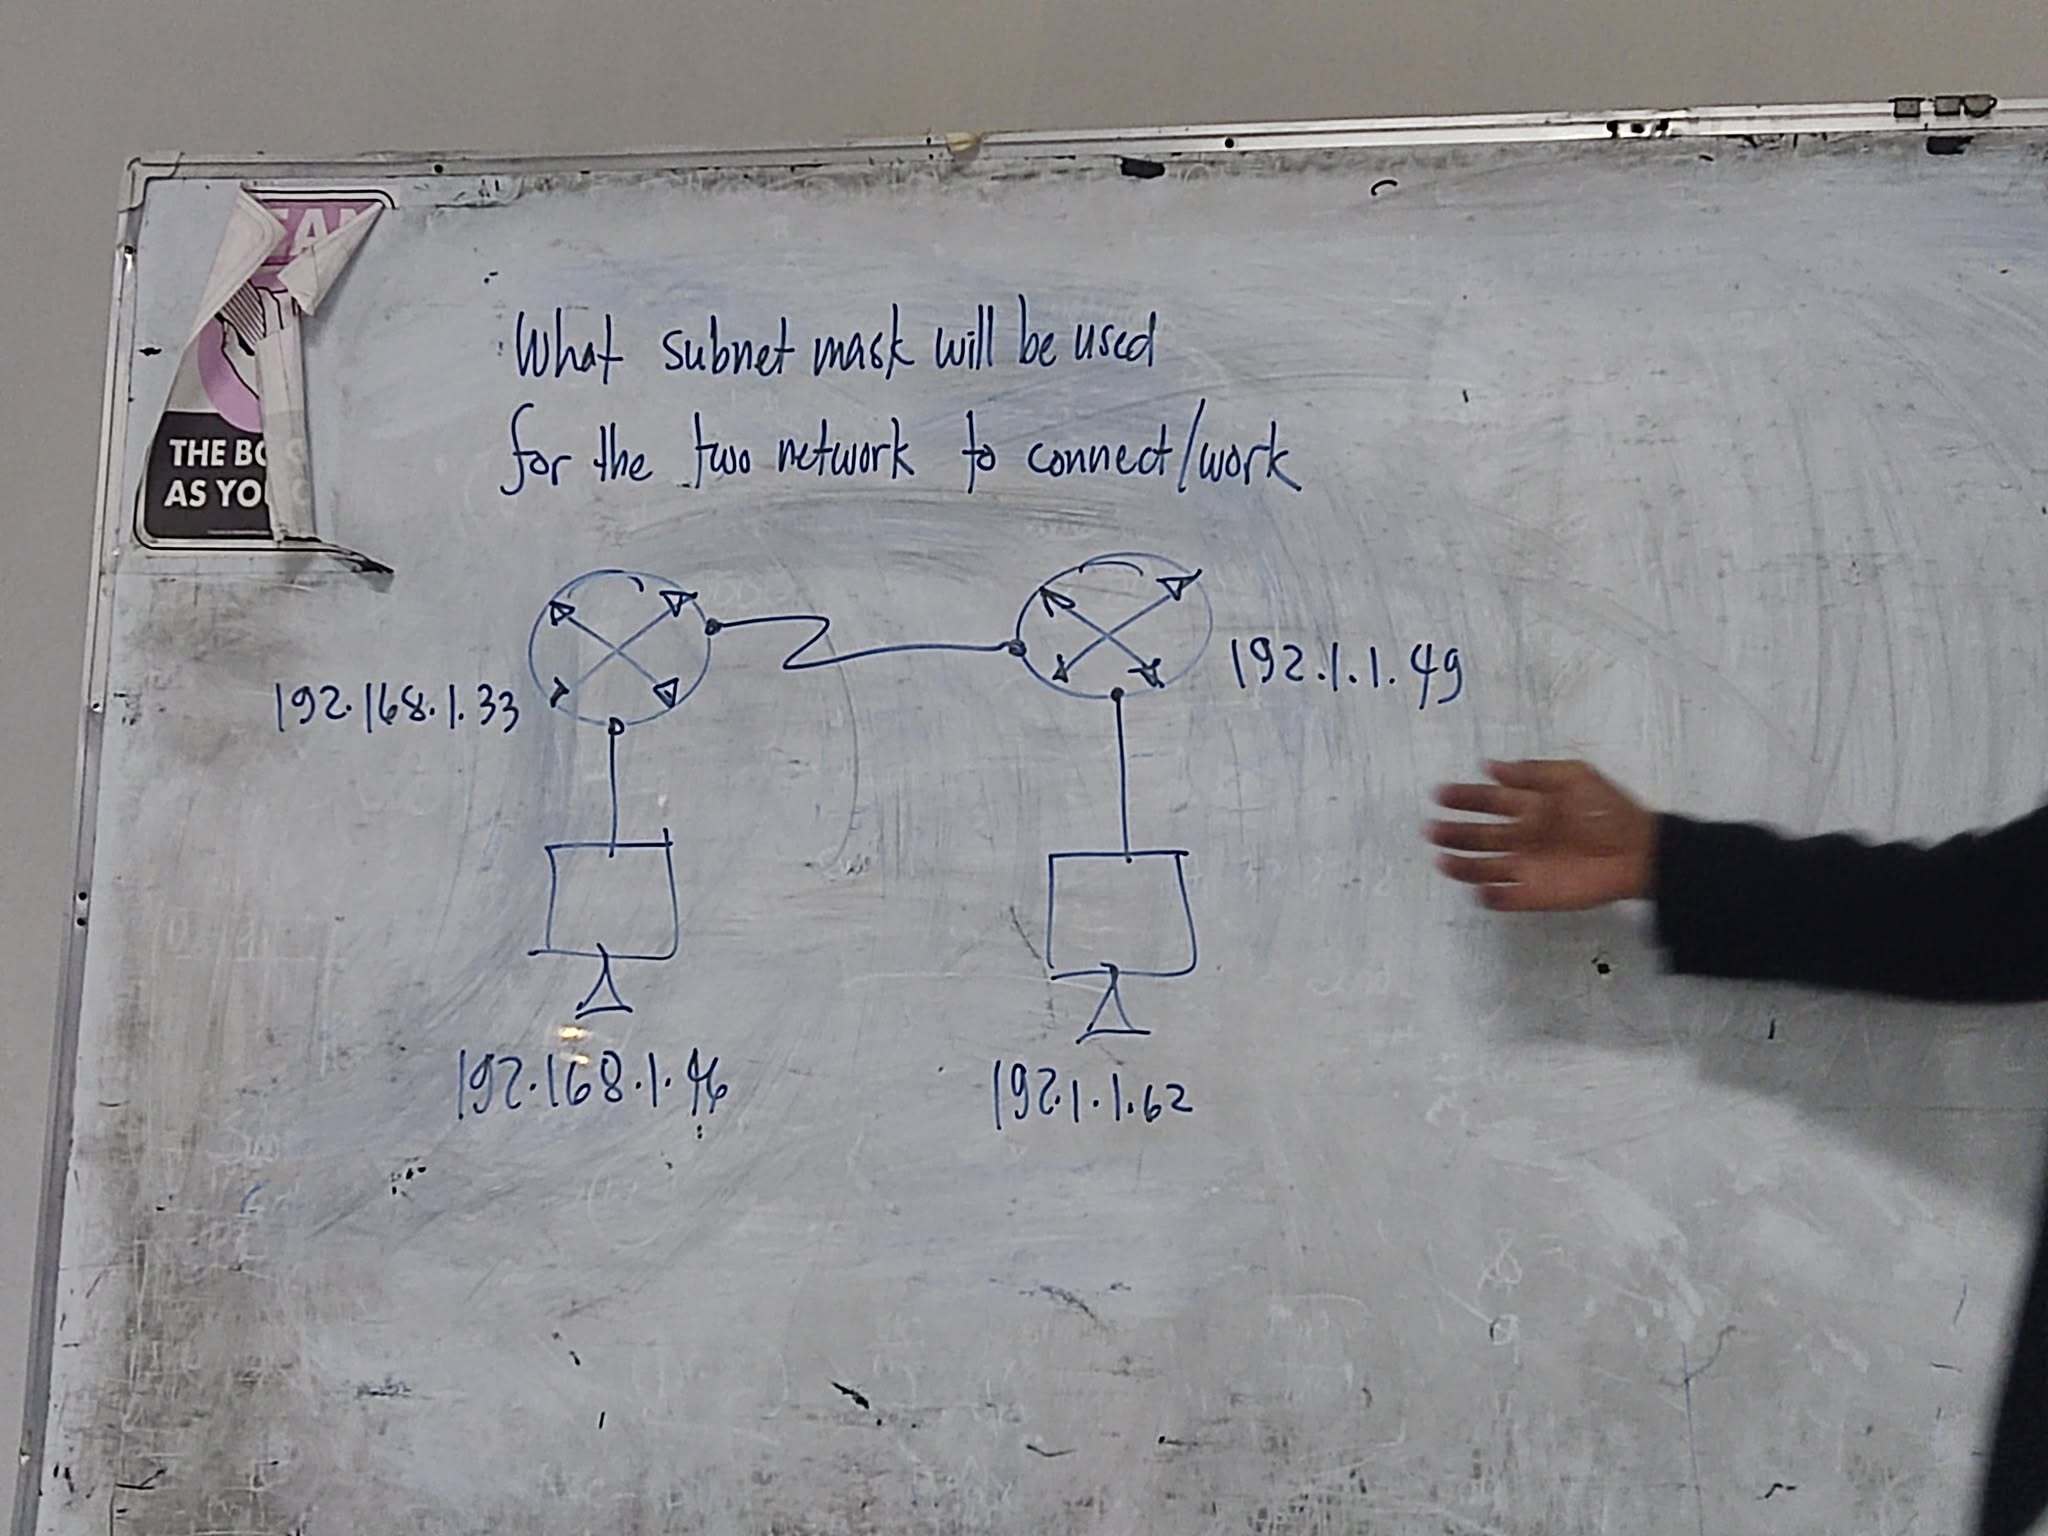 What subnet mask will be used
for the two network to connect/work
192.168.1.33
192.1.1.49
192.168.1.46
192.1.1.62
THE BO
AS YO